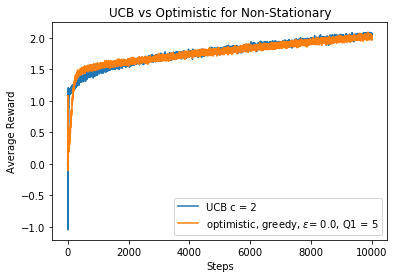 UCB vs Optimistic for Non-Stationary
2.0
1.5
1.0
0.5
0.0
−0.5
−1.0
Average Reward
UCB c = 2
optimistic, greedy, ε= 0.0, Q1 = 5
0 2000 4000 6000 8000 10000
Steps